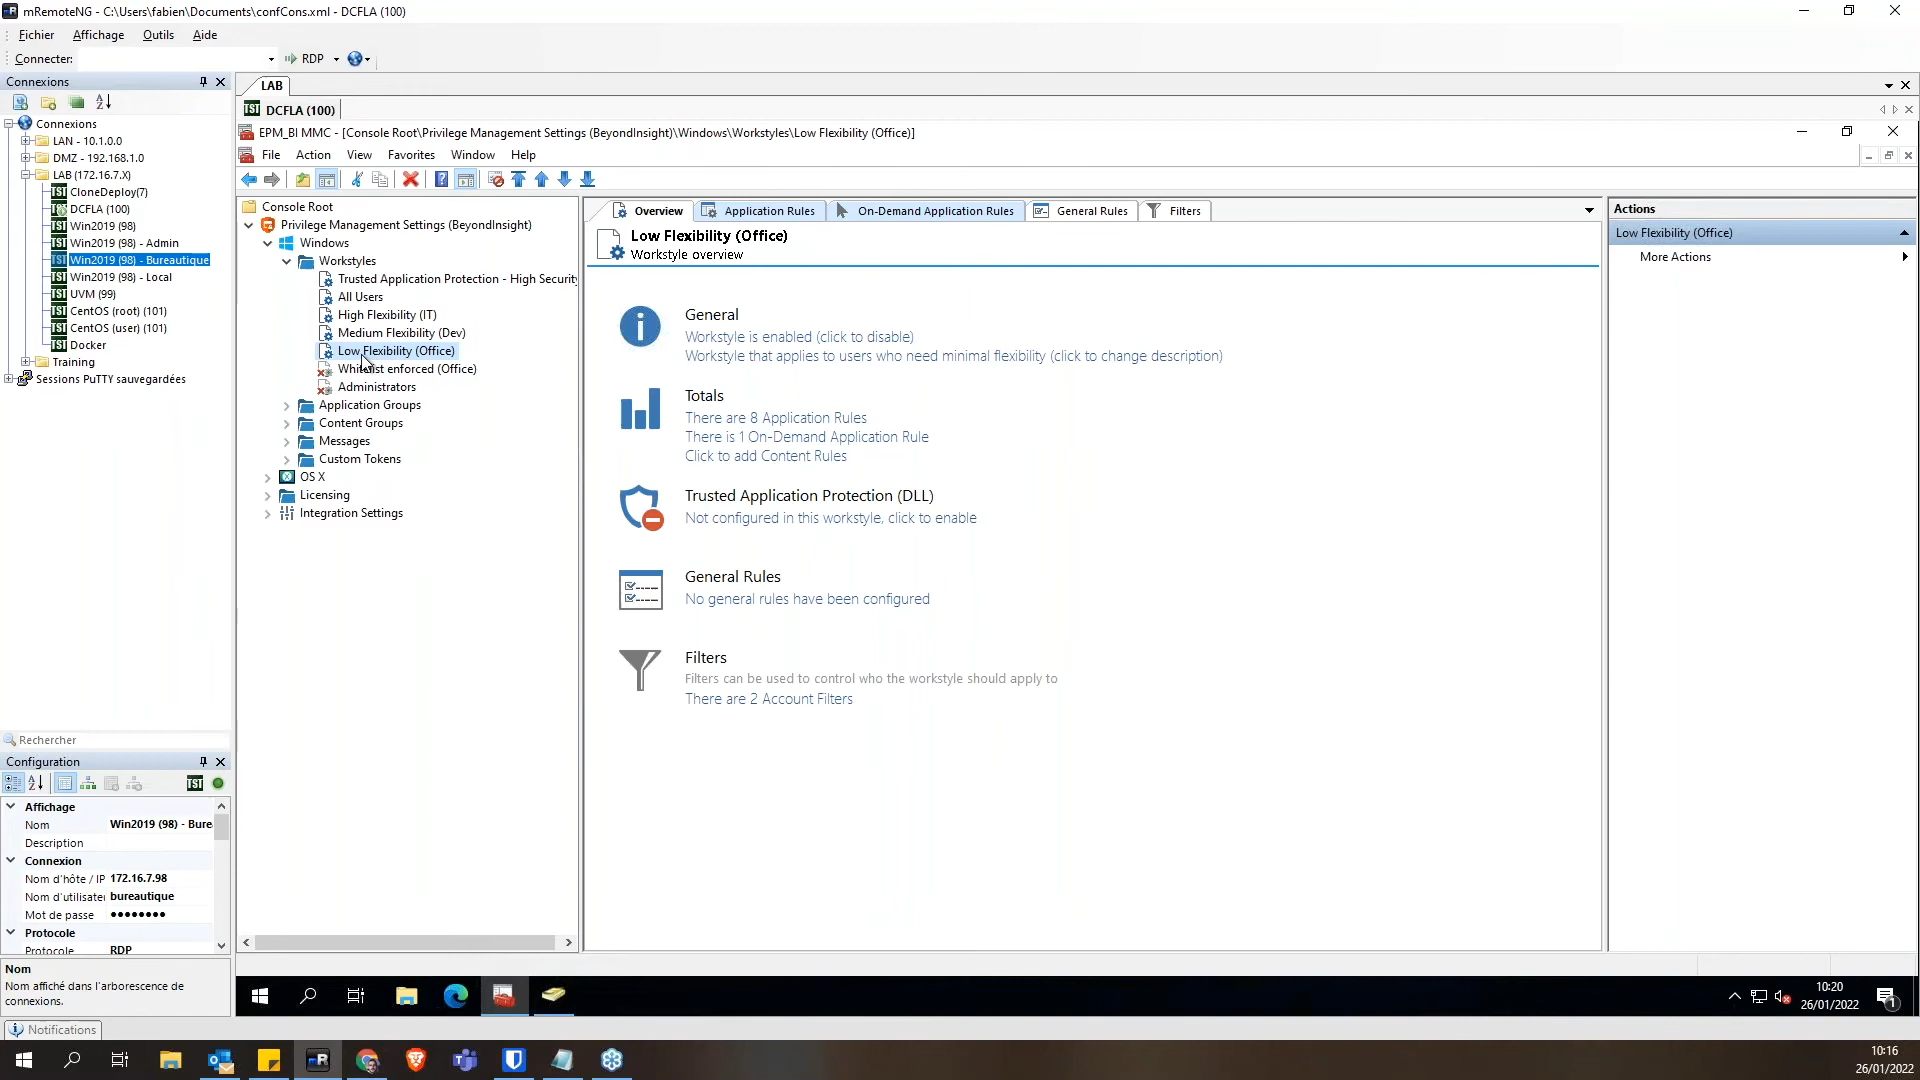 mRemoteNG - C:\Users\fabien\Documents\confCons.xml - DCFLA (100)
Fichier Affichage Outils Aide
Connecter: RDP
Connexions
Connexions
LAN - 10.1.0.0
DMZ - 192.168.1.0
LAB (172.16.7.X)
CloneDeploy(7)
DCFLA (100)
Win2019 (98)
Win2019 (98) - Admin
Win2019 (98) - Bureautique
Win2019 (98) - Local
UVM (99)
CentOS (root) (101)
CentOS (user) (101)
Docker
Training
Sessions PuTTY sauvegardées
Rechercher
Configuration
Affichage
Nom Win2019 (98) - Bure
Description
Connexion
Nom d'hôte / IP 172.16.7.98
Nom d'utilisate bureautique
Mot de passe ●●●●●●●●
Protocole
Protocole RDP
Nom
Nom affiché dans l'arborescence de
connexions.
Notifications
LAB
DCFLA (100)
EPM_BI MMC - [Console Root\Privilege Management Settings (BeyondInsight)\Windows\Workstyles\Low Flexibility (Office)]
File Action View Favorites Window Help
Console Root
Privilege Management Settings (BeyondInsight)
Windows
Workstyles
Trusted Application Protection - High Security
All Users
High Flexibility (IT)
Medium Flexibility (Dev)
Low Flexibility (Office)
Whitelist enforced (Office)
Administrators
Application Groups
Content Groups
Messages
Custom Tokens
OS X
Licensing
Integration Settings
Overview Application Rules On-Demand Application Rules General Rules Filters
Low Flexibility (Office)
Workstyle overview
General
Workstyle is enabled (click to disable)
Workstyle that applies to users who need minimal flexibility (click to change description)
Totals
There are 8 Application Rules
There is 1 On-Demand Application Rule
Click to add Content Rules
Trusted Application Protection (DLL)
Not configured in this workstyle, click to enable
General Rules
No general rules have been configured
Filters
Filters can be used to control who the workstyle should apply to
There are 2 Account Filters
Actions
Low Flexibility (Office)
More Actions
10:20
26/01/2022
1
10:16
26/01/2022